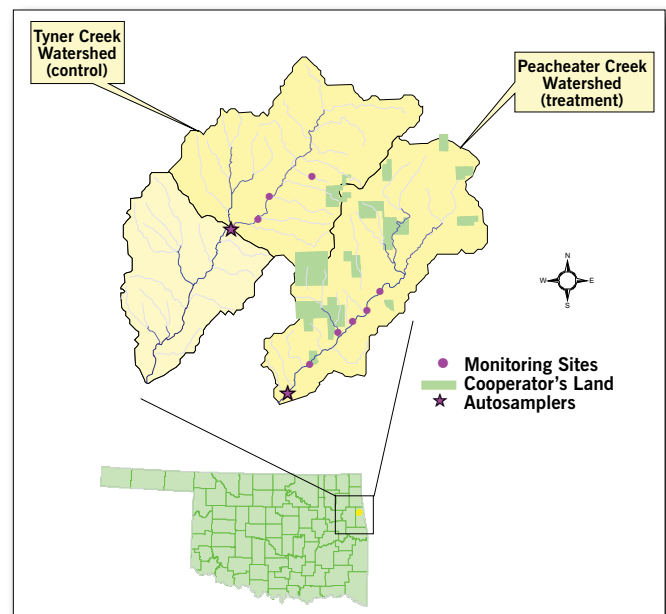 Tyner Creek
Watershed
(control)
Peacheater Creek
Watershed
(treatment)
N
W E
S
Monitoring Sites
Cooperator's Land
Autosamplers